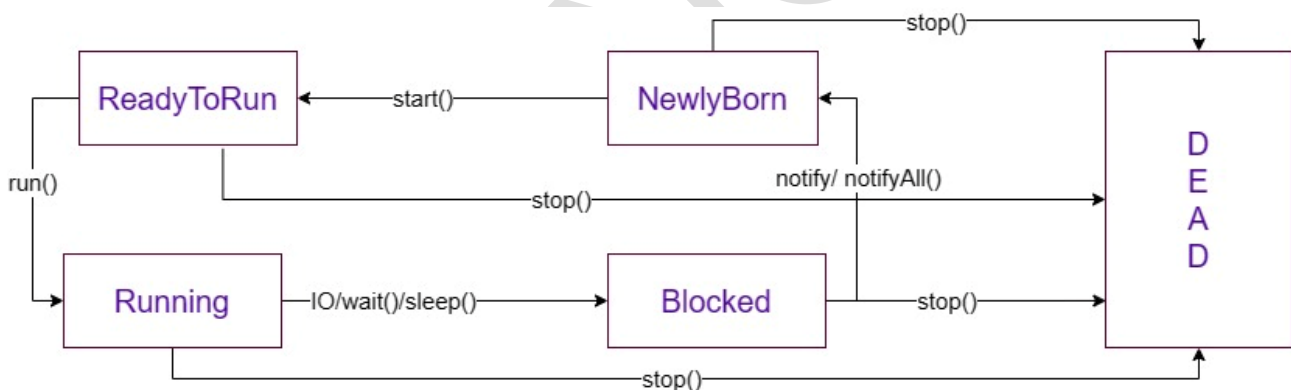 stop()
ReadyToRun
start()
NewlyBorn
D
E
A
D
run()
notify/ notifyAll()
stop()
Running
IO/wait()/sleep()
Blocked
stop()
stop()